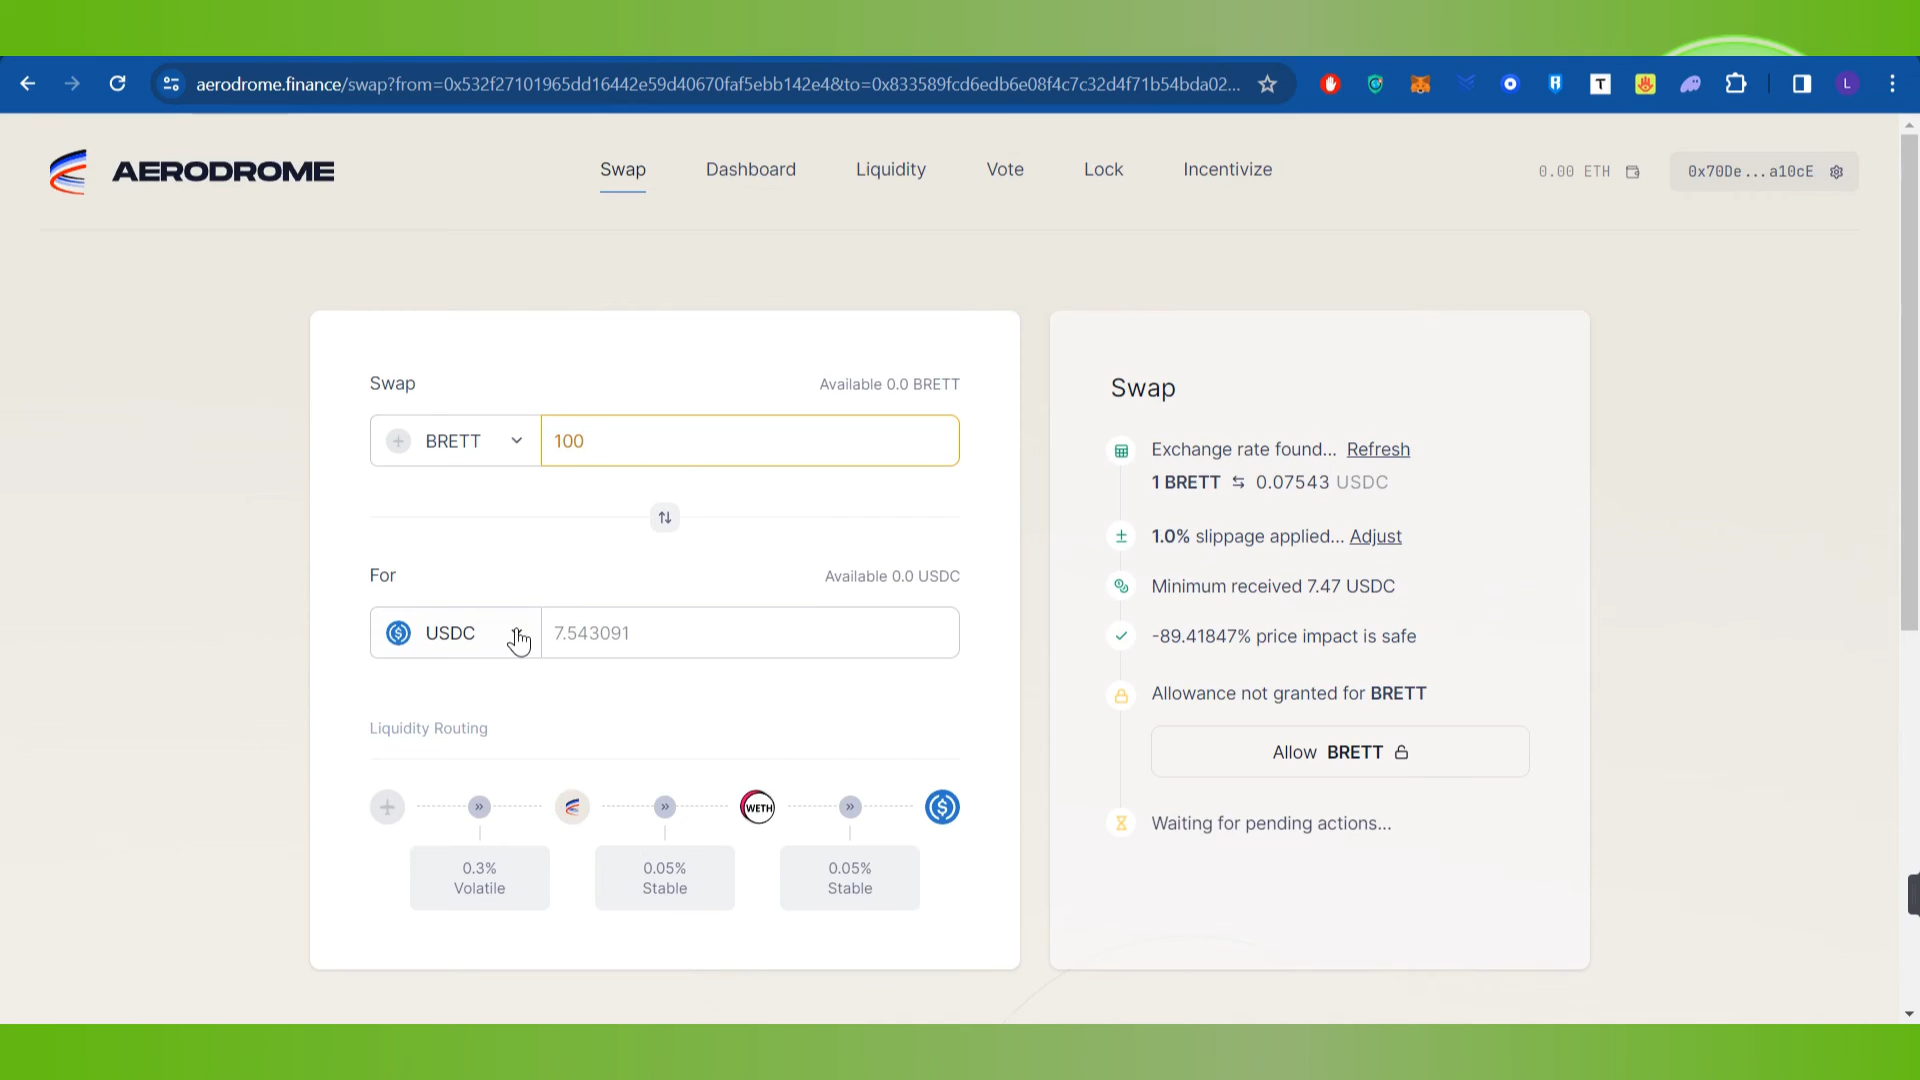 aerodrome.finance/swap?from=0x532f27101965dd16442e59d40670faf5ebb142e4&to=0x833589fcd6edb6e08f4c7c32d4f71b54bda02...
T
L
AERODROME
Swap
Dashboard
Liquidity
Vote
Lock
Incentivize
0.00 ETH
0x70De...a10cE
Swap
Available 0.0 BRETT
BRETT
100
For
Available 0.0 USDC
USDC
7.543091
Liquidity Routing
WETH
0.3%
Volatile
0.05%
Stable
0.05%
Stable
Swap
Exchange rate found... Refresh
1 BRETT ⇆ 0.07543 USDC
1.0% slippage applied... Adjust
Minimum received 7.47 USDC
-89.41847% price impact is safe
Allowance not granted for BRETT
Allow BRETT
Waiting for pending actions...